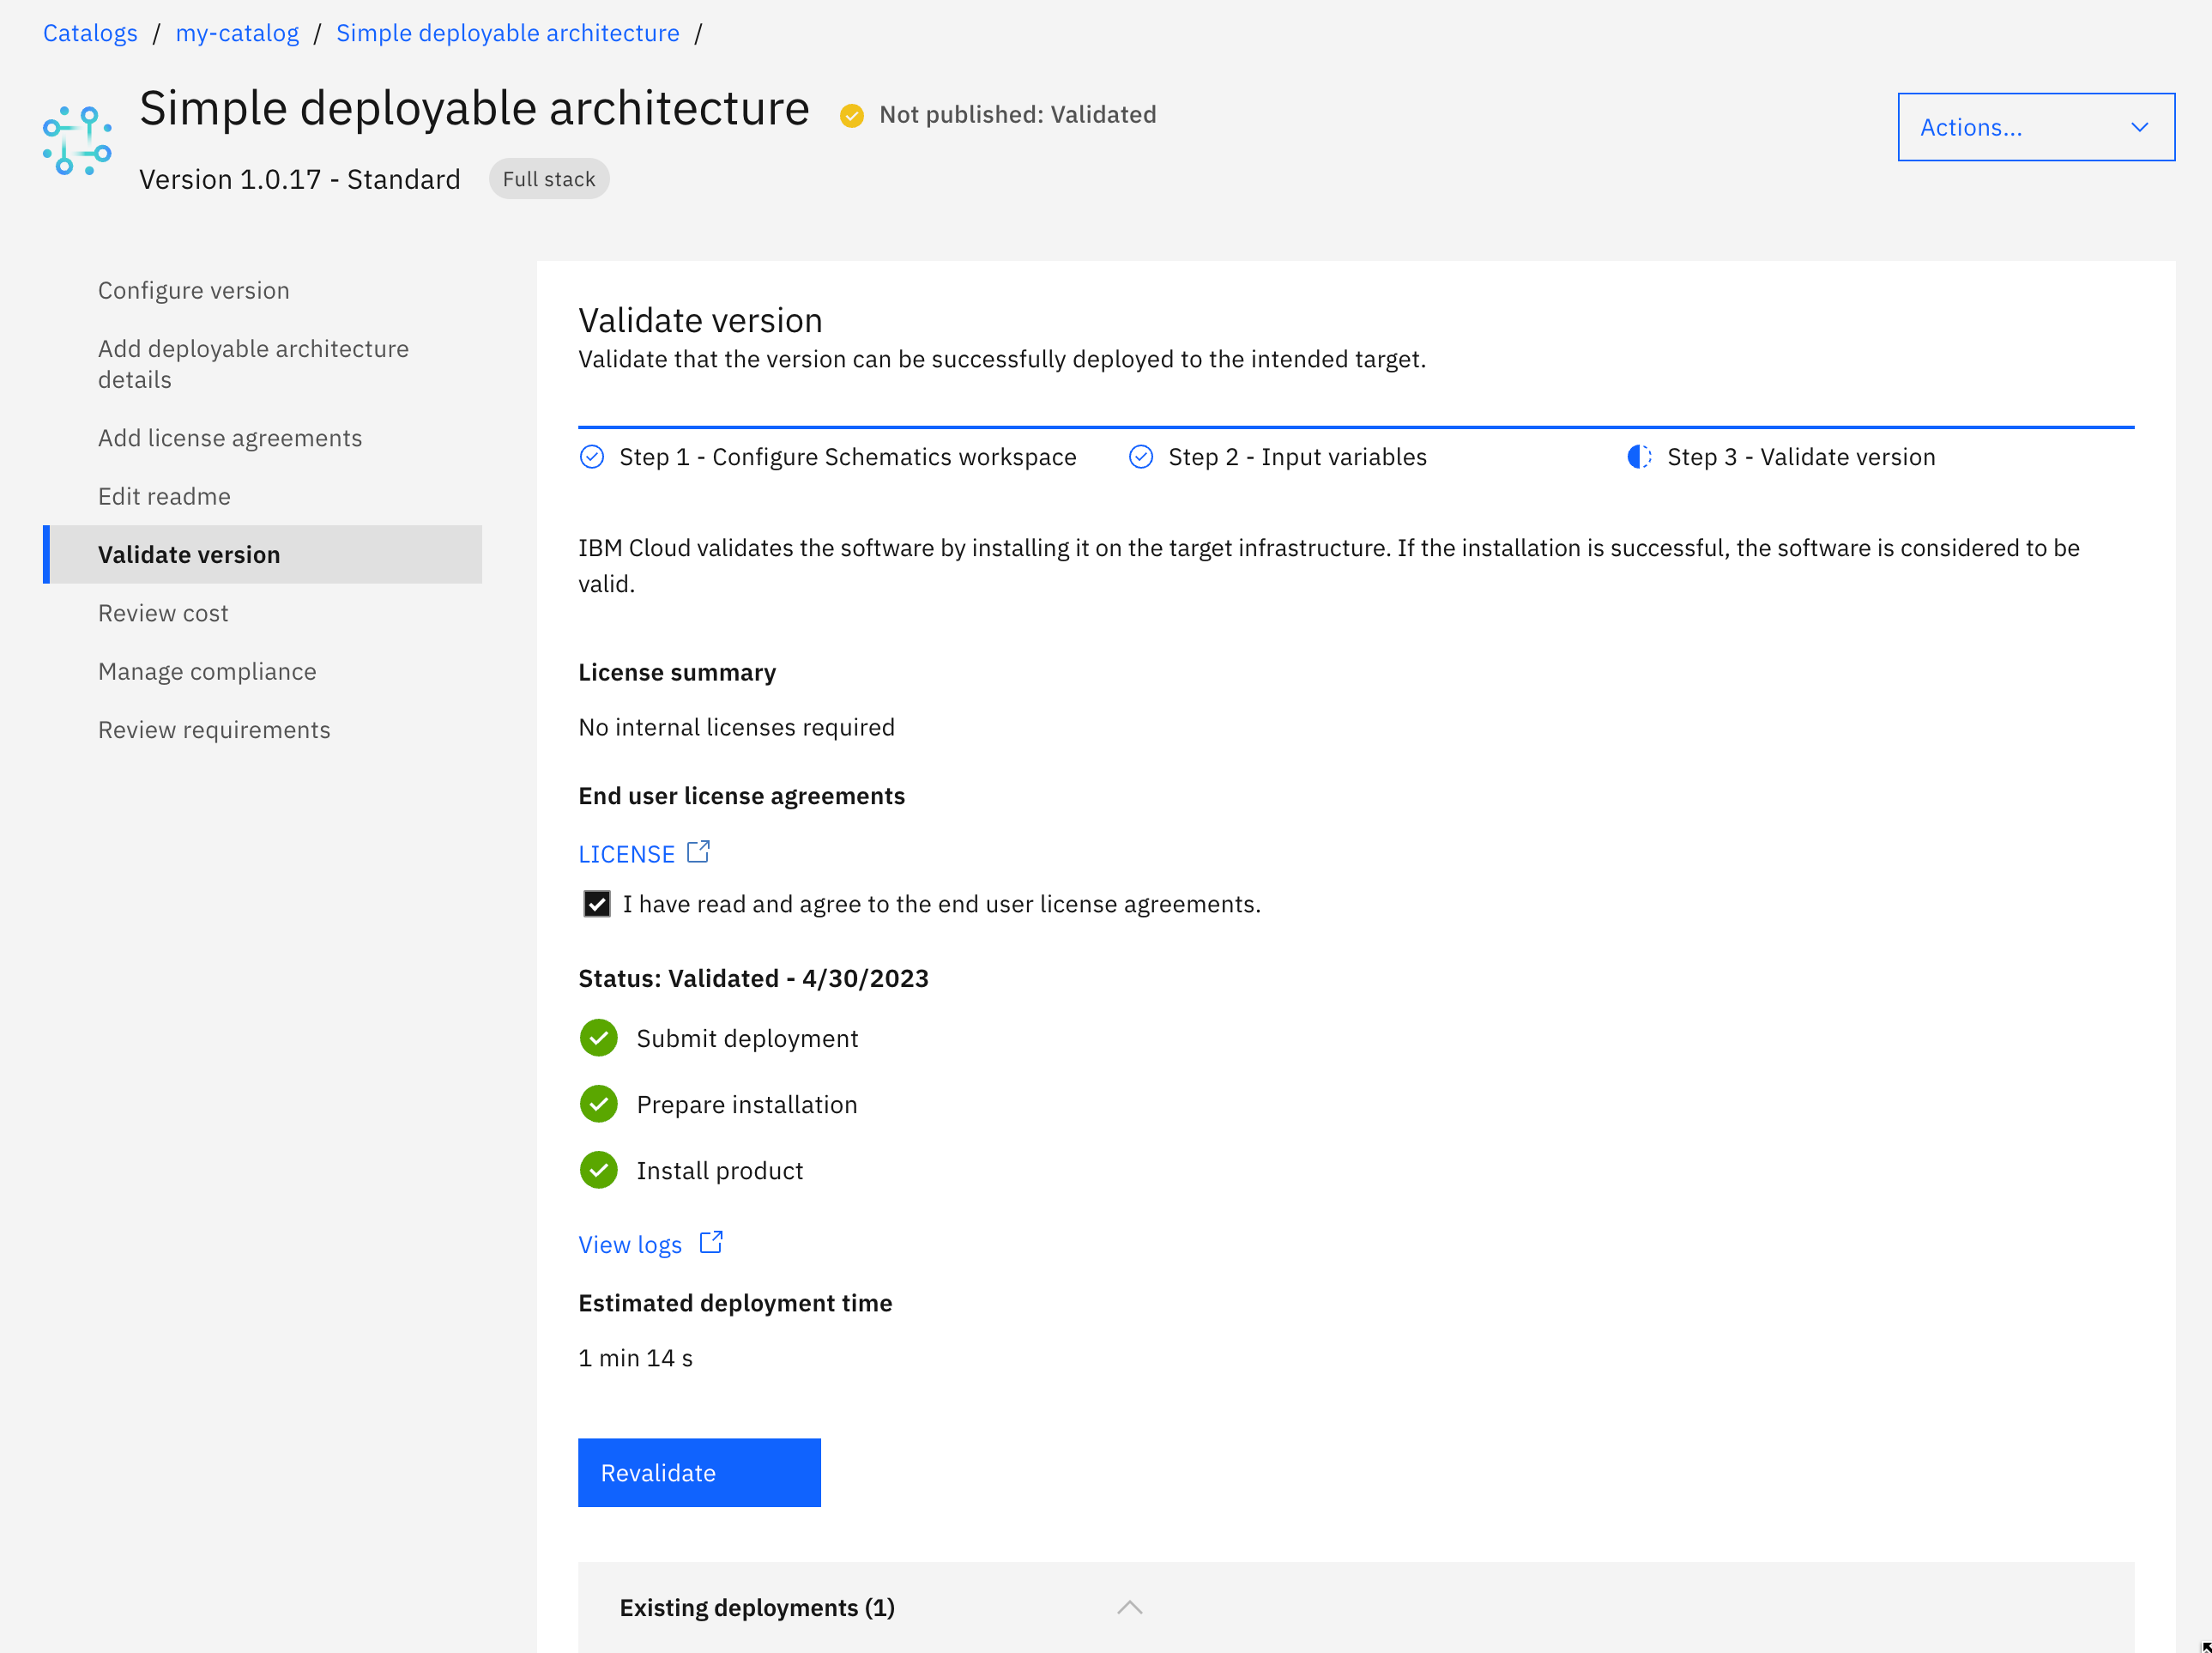 Catalogs / my-catalog / Simple deployable architecture /
Simple deployable architecture
Not published: Validated
Actions...
Version 1.0.17 - Standard
Full stack
Configure version
Add deployable architecture
details
Add license agreements
Edit readme
Validate version
Review cost
Manage compliance
Review requirements
Validate version
Validate that the version can be successfully deployed to the intended target.
Step 1 - Configure Schematics workspace
Step 2 - Input variables
Step 3 - Validate version
IBM Cloud validates the software by installing it on the target infrastructure. If the installation is successful, the software is considered to be
valid.
License summary
No internal licenses required
End user license agreements
LICENSE
I have read and agree to the end user license agreements.
Status: Validated - 4/30/2023
Submit deployment
Prepare installation
Install product
View logs
Estimated deployment time
1 min 14 s
Revalidate
Existing deployments (1)